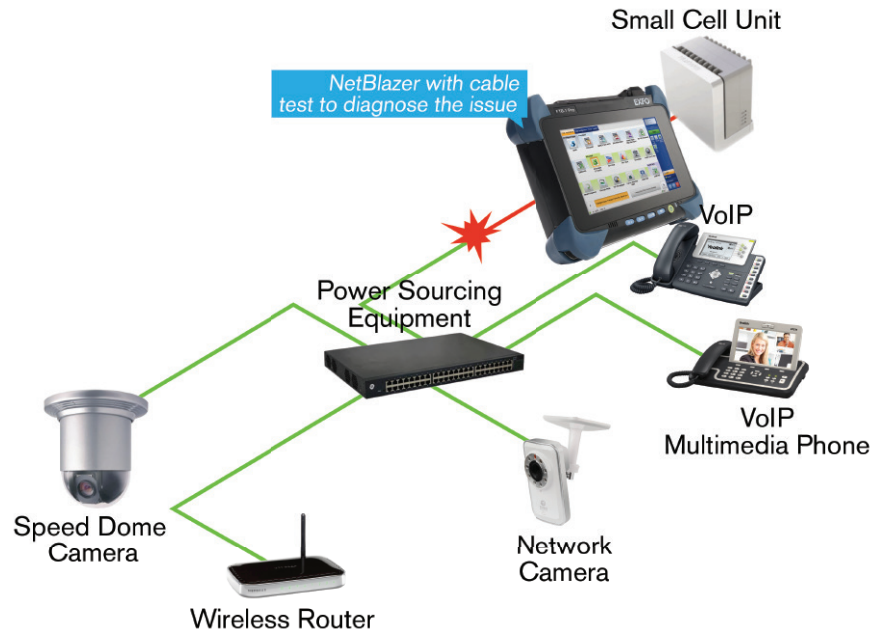 Small Cell Unit
NetBlazer with cable
test to diagnose the issue
EXFO
VoIP
Power Sourcing
Equipment
VoIP
Multimedia Phone
Speed Dome
Camera
Network
Camera
Wireless Router